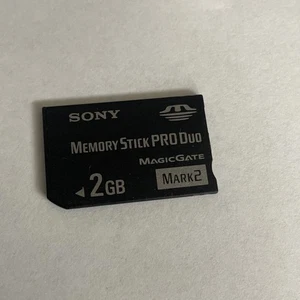 SONY
MEMORY STICK PRO DUO
MAGICGATE
2GB
MARK2